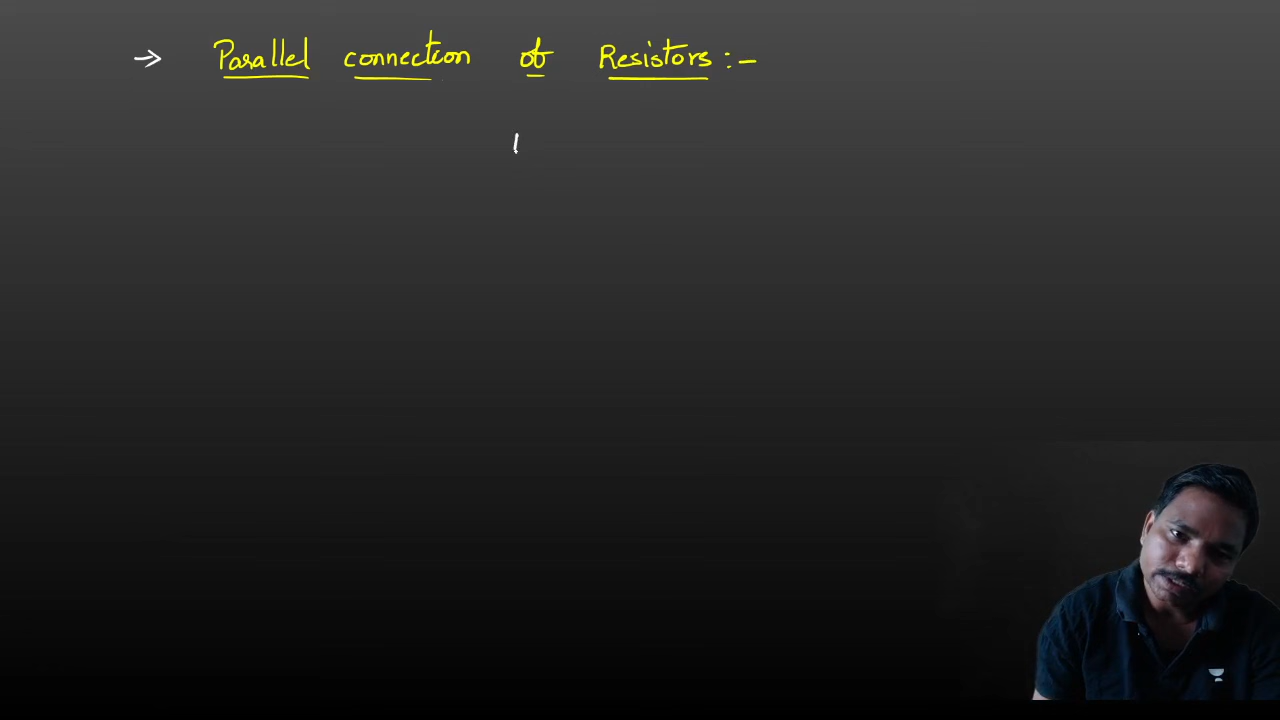 → Parallel connection of Resistors :-